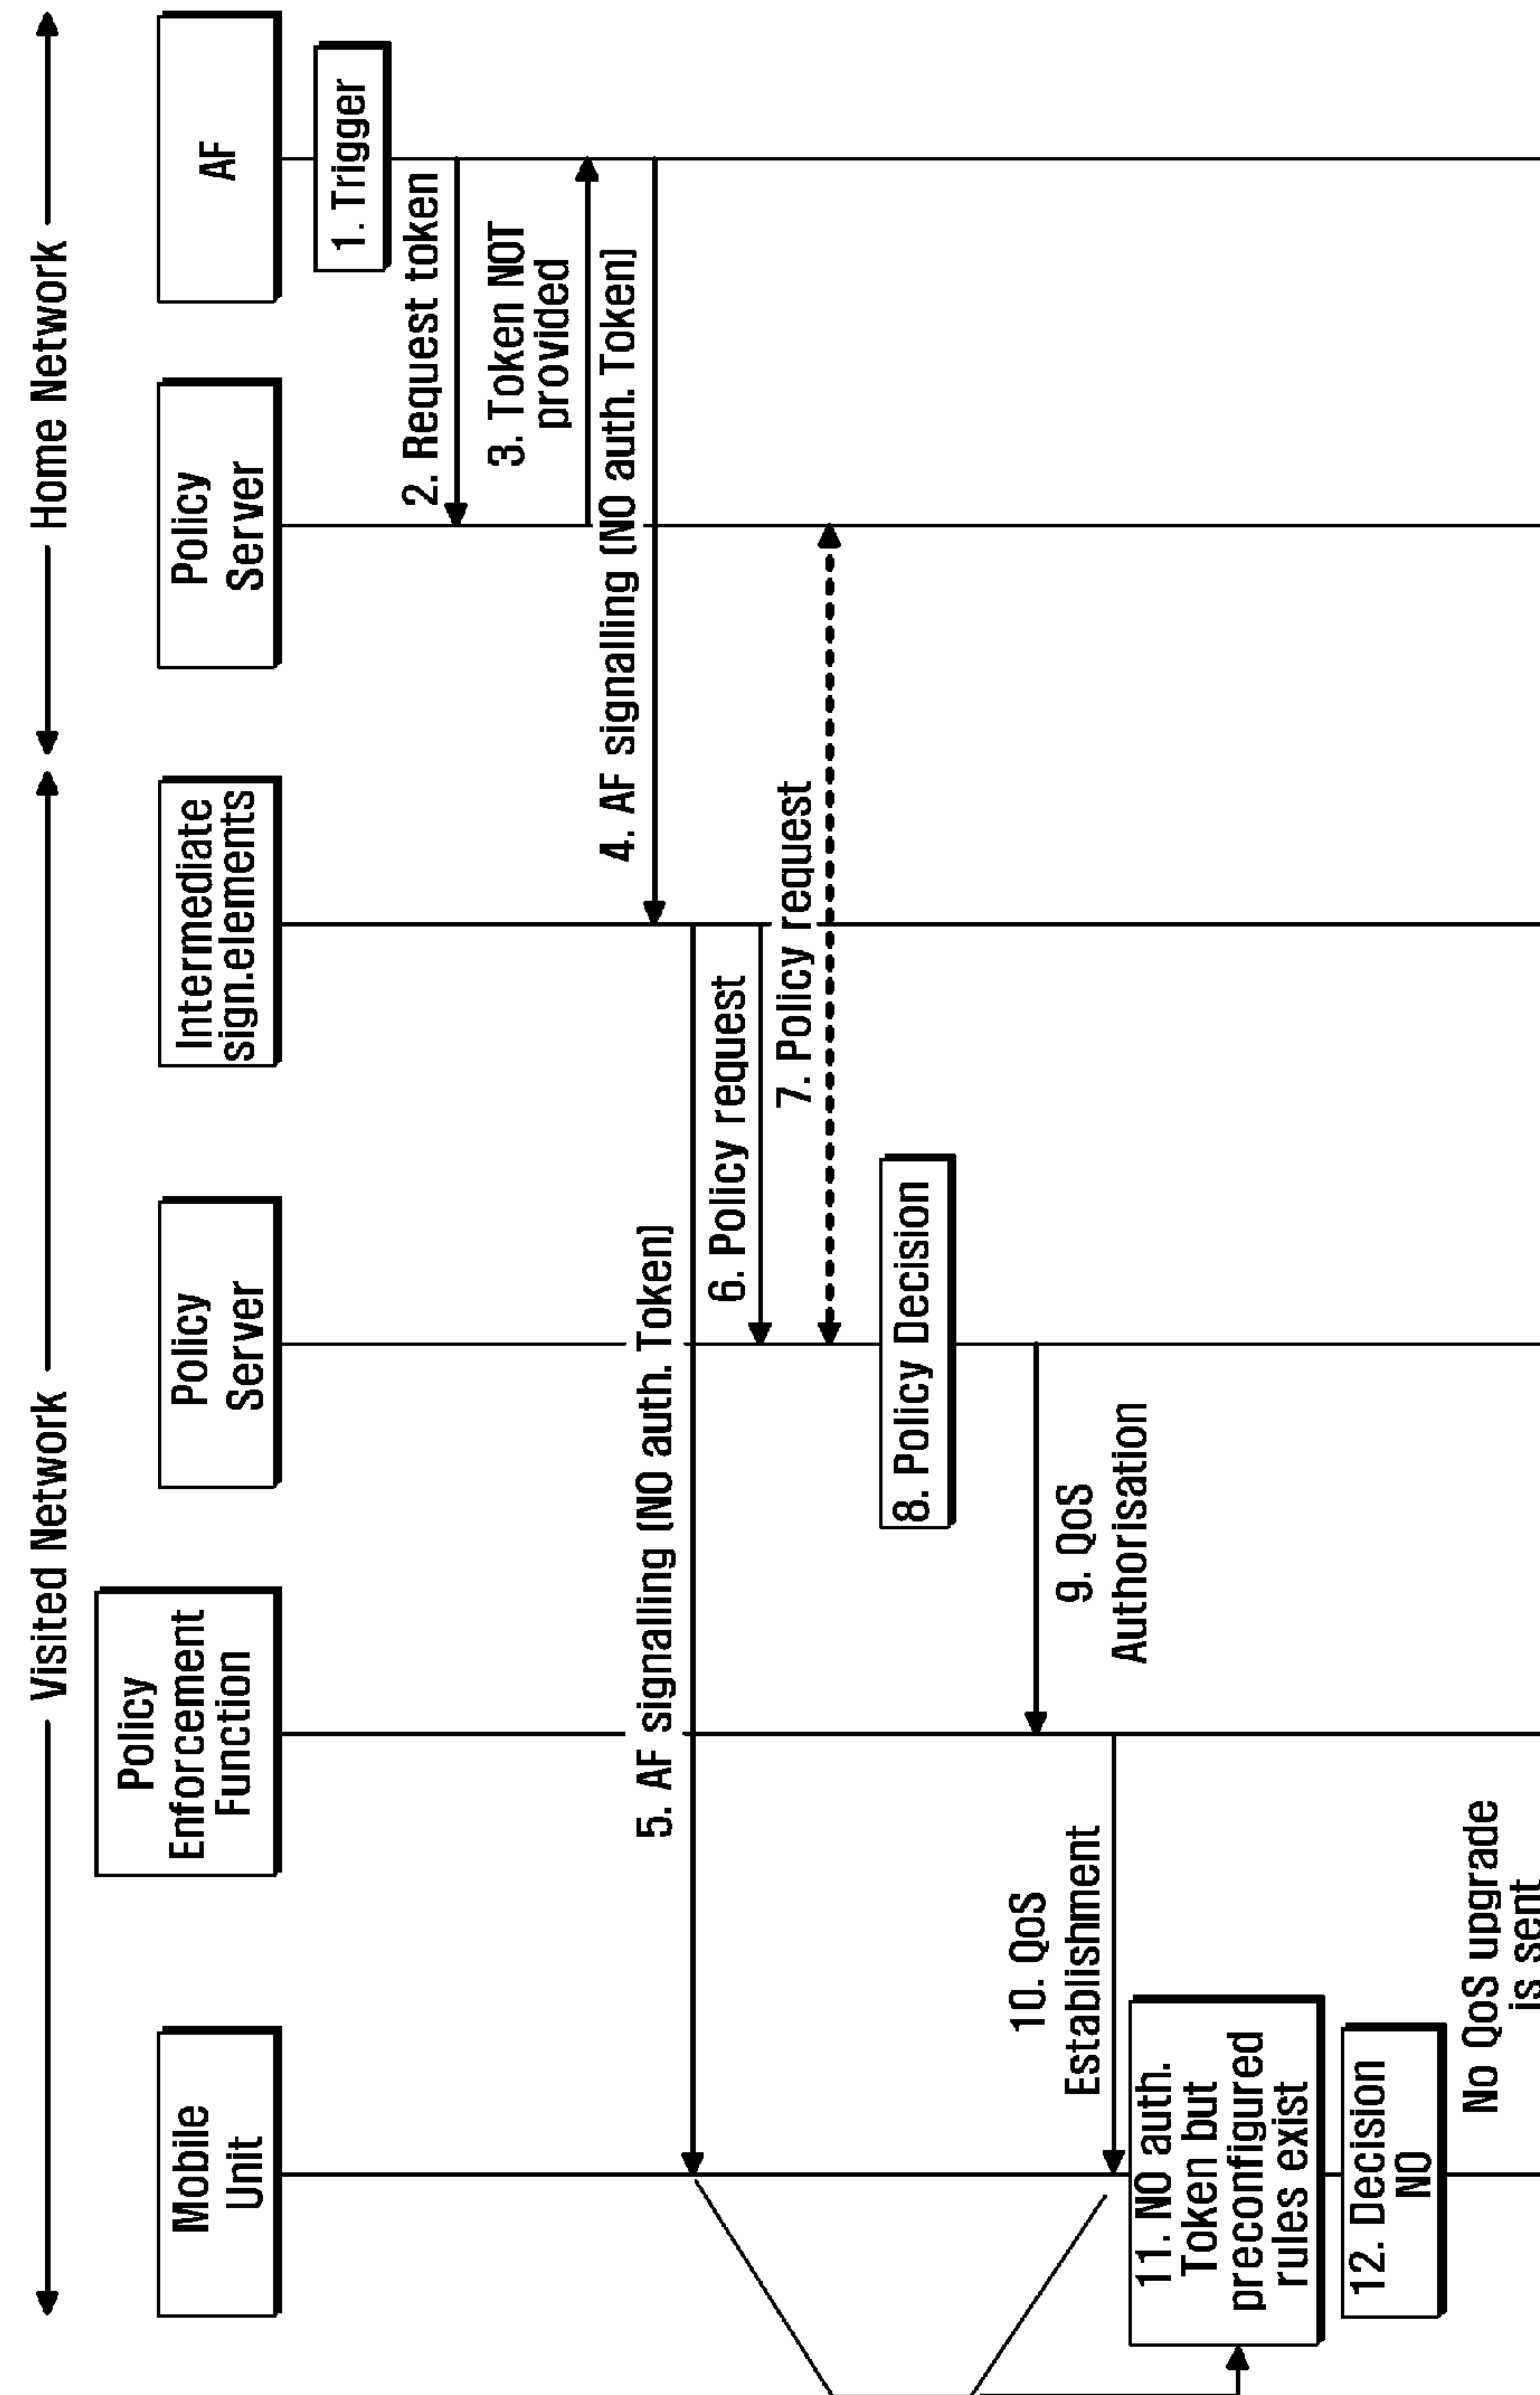 Visited Network
Home Network
Mobile
Unit
Policy
Enforcement
Function
Policy
Server
Intermediate
sign.elements
Policy
Server
AF
1. Trigger
2. Request token
3. Token NOT
provided
4. AF signalling (NO auth. Token)
5. AF signalling (NO auth. Token)
6. Policy request
7. Policy request
8. Policy Decision
9. QoS
Authorisation
10. QoS
Establishment
11. NO auth.
Token but
preconfigured
rules exist
12. Decision
NO
No QoS upgrade
is sent